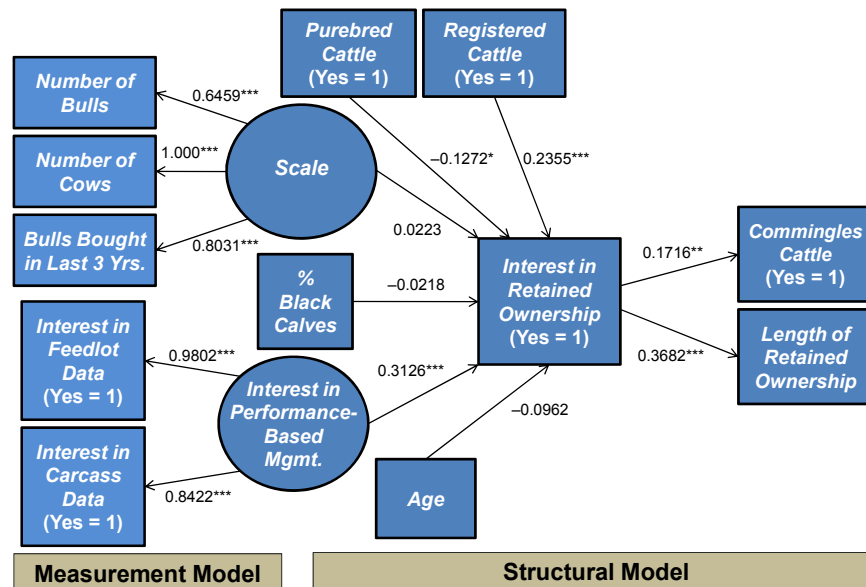 Purebred
Cattle
(Yes = 1)
Registered
Cattle
(Yes = 1)
Number of
Bulls
0.6459***
Number of
Cows
1.000***
Scale
–0.1272*
0.2355***
Bulls Bought
in Last 3 Yrs.
0.8031***
0.0223
%
Black
Calves
–0.0218
Interest in
Retained
Ownership
(Yes = 1)
0.1716**
Commingles
Cattle
(Yes = 1)
0.3682***
Length of
Retained
Ownership
Interest in
Feedlot
Data
(Yes = 1)
0.9802***
Interest in
Performance-
Based
Mgmt.
0.3126***
–0.0962
Interest in
Carcass
Data
(Yes = 1)
0.8422***
Age
Measurement Model
Structural Model